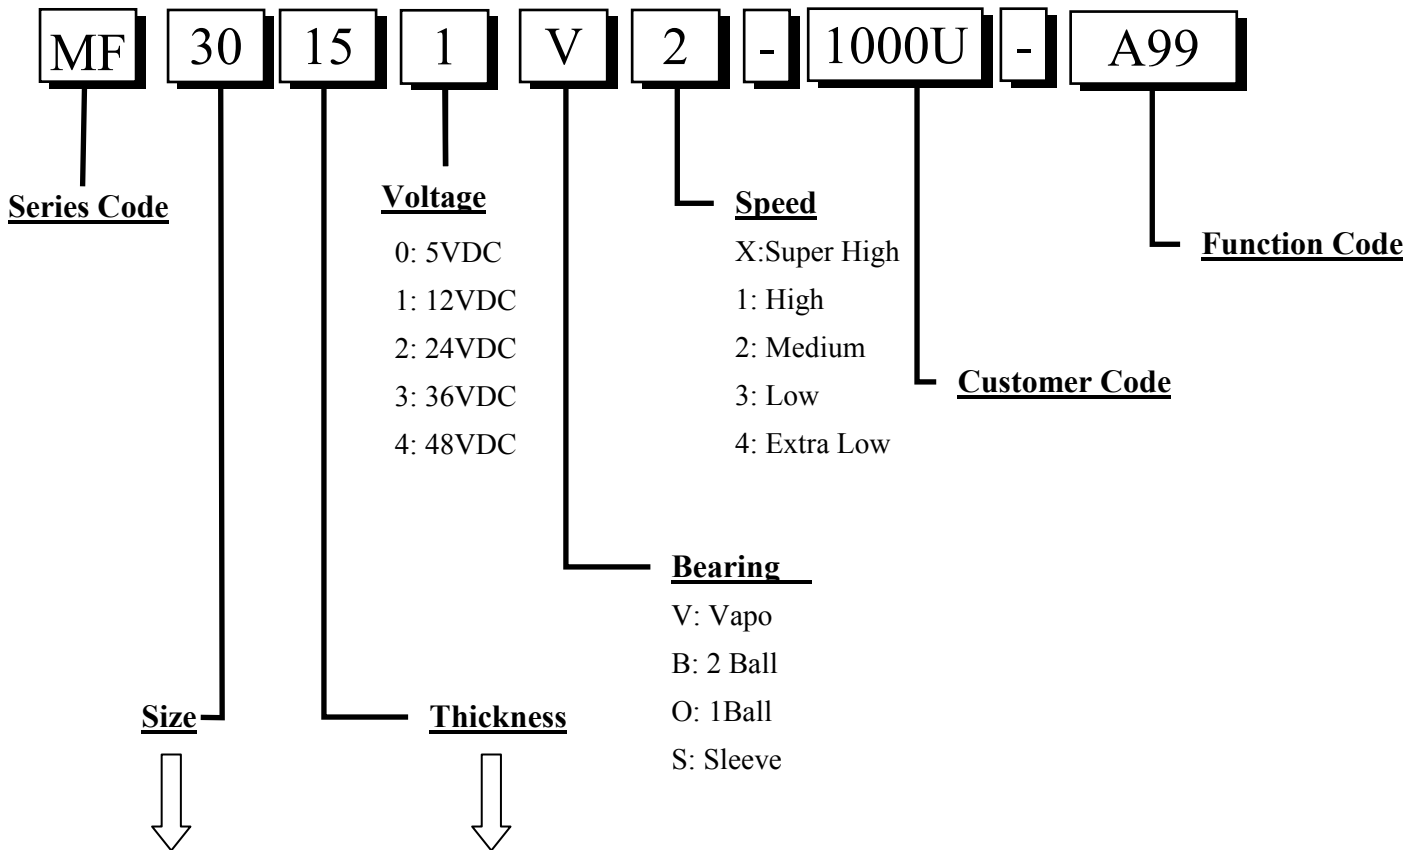 MF 30 15 1 V 2 - 1000U - A99
Series Code
Voltage
0: 5VDC
1: 12VDC
2: 24VDC
3: 36VDC
4: 48VDC
Speed
X:Super High
1: High
2: Medium
3: Low
4: Extra Low
Function Code
Customer Code
Bearing
V: Vapo
B: 2 Ball
O: 1Ball
S: Sleeve
Size
Thickness